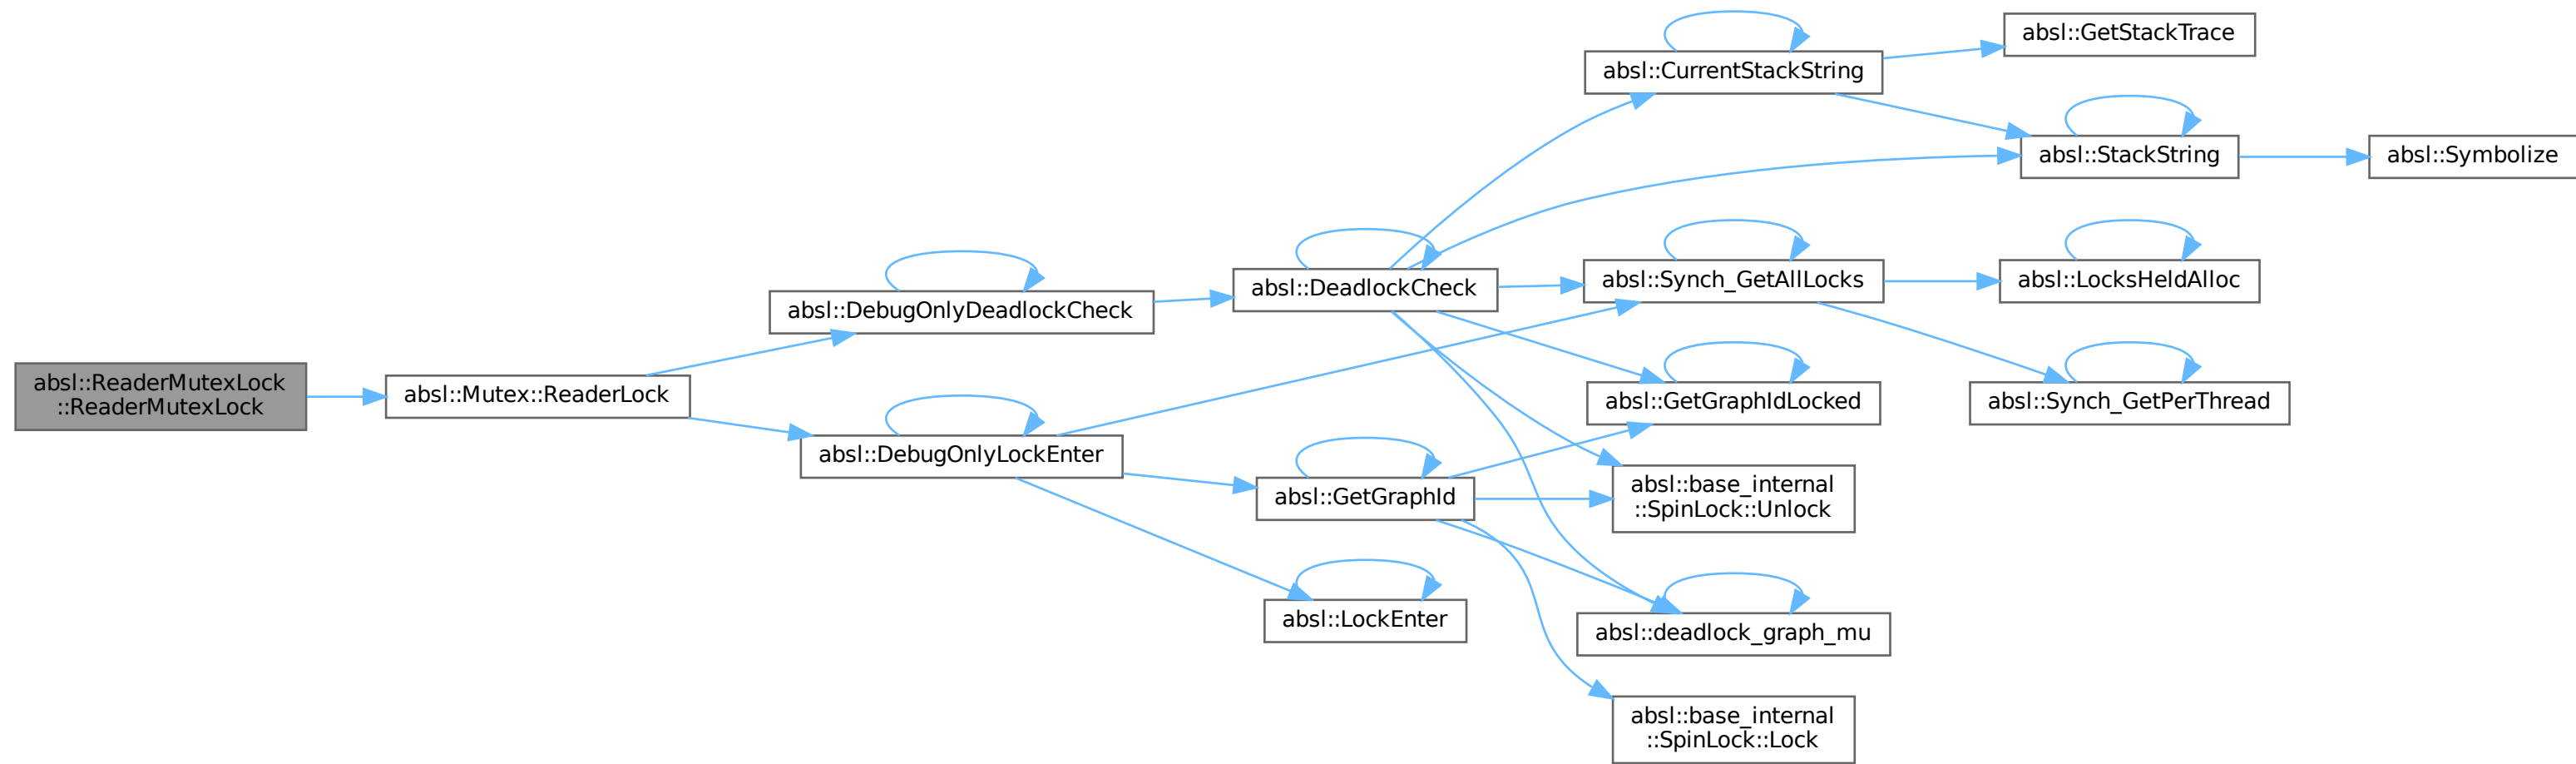 absl::GetStackTrace
absl::CurrentStackString
absl::StackString
absl::Symbolize
absl::DeadlockCheck
absl::Synch_GetAllLocks
absl::LocksHeldAlloc
absl::DebugOnlyDeadlockCheck
absl::ReaderMutexLock
::ReaderMutexLock
absl::Mutex::ReaderLock
absl::GetGraphIdLocked
absl::Synch_GetPerThread
absl::DebugOnlyLockEnter
absl::GetGraphId
absl::base_internal
::SpinLock::Unlock
absl::LockEnter
absl::deadlock_graph_mu
absl::base_internal
::SpinLock::Lock